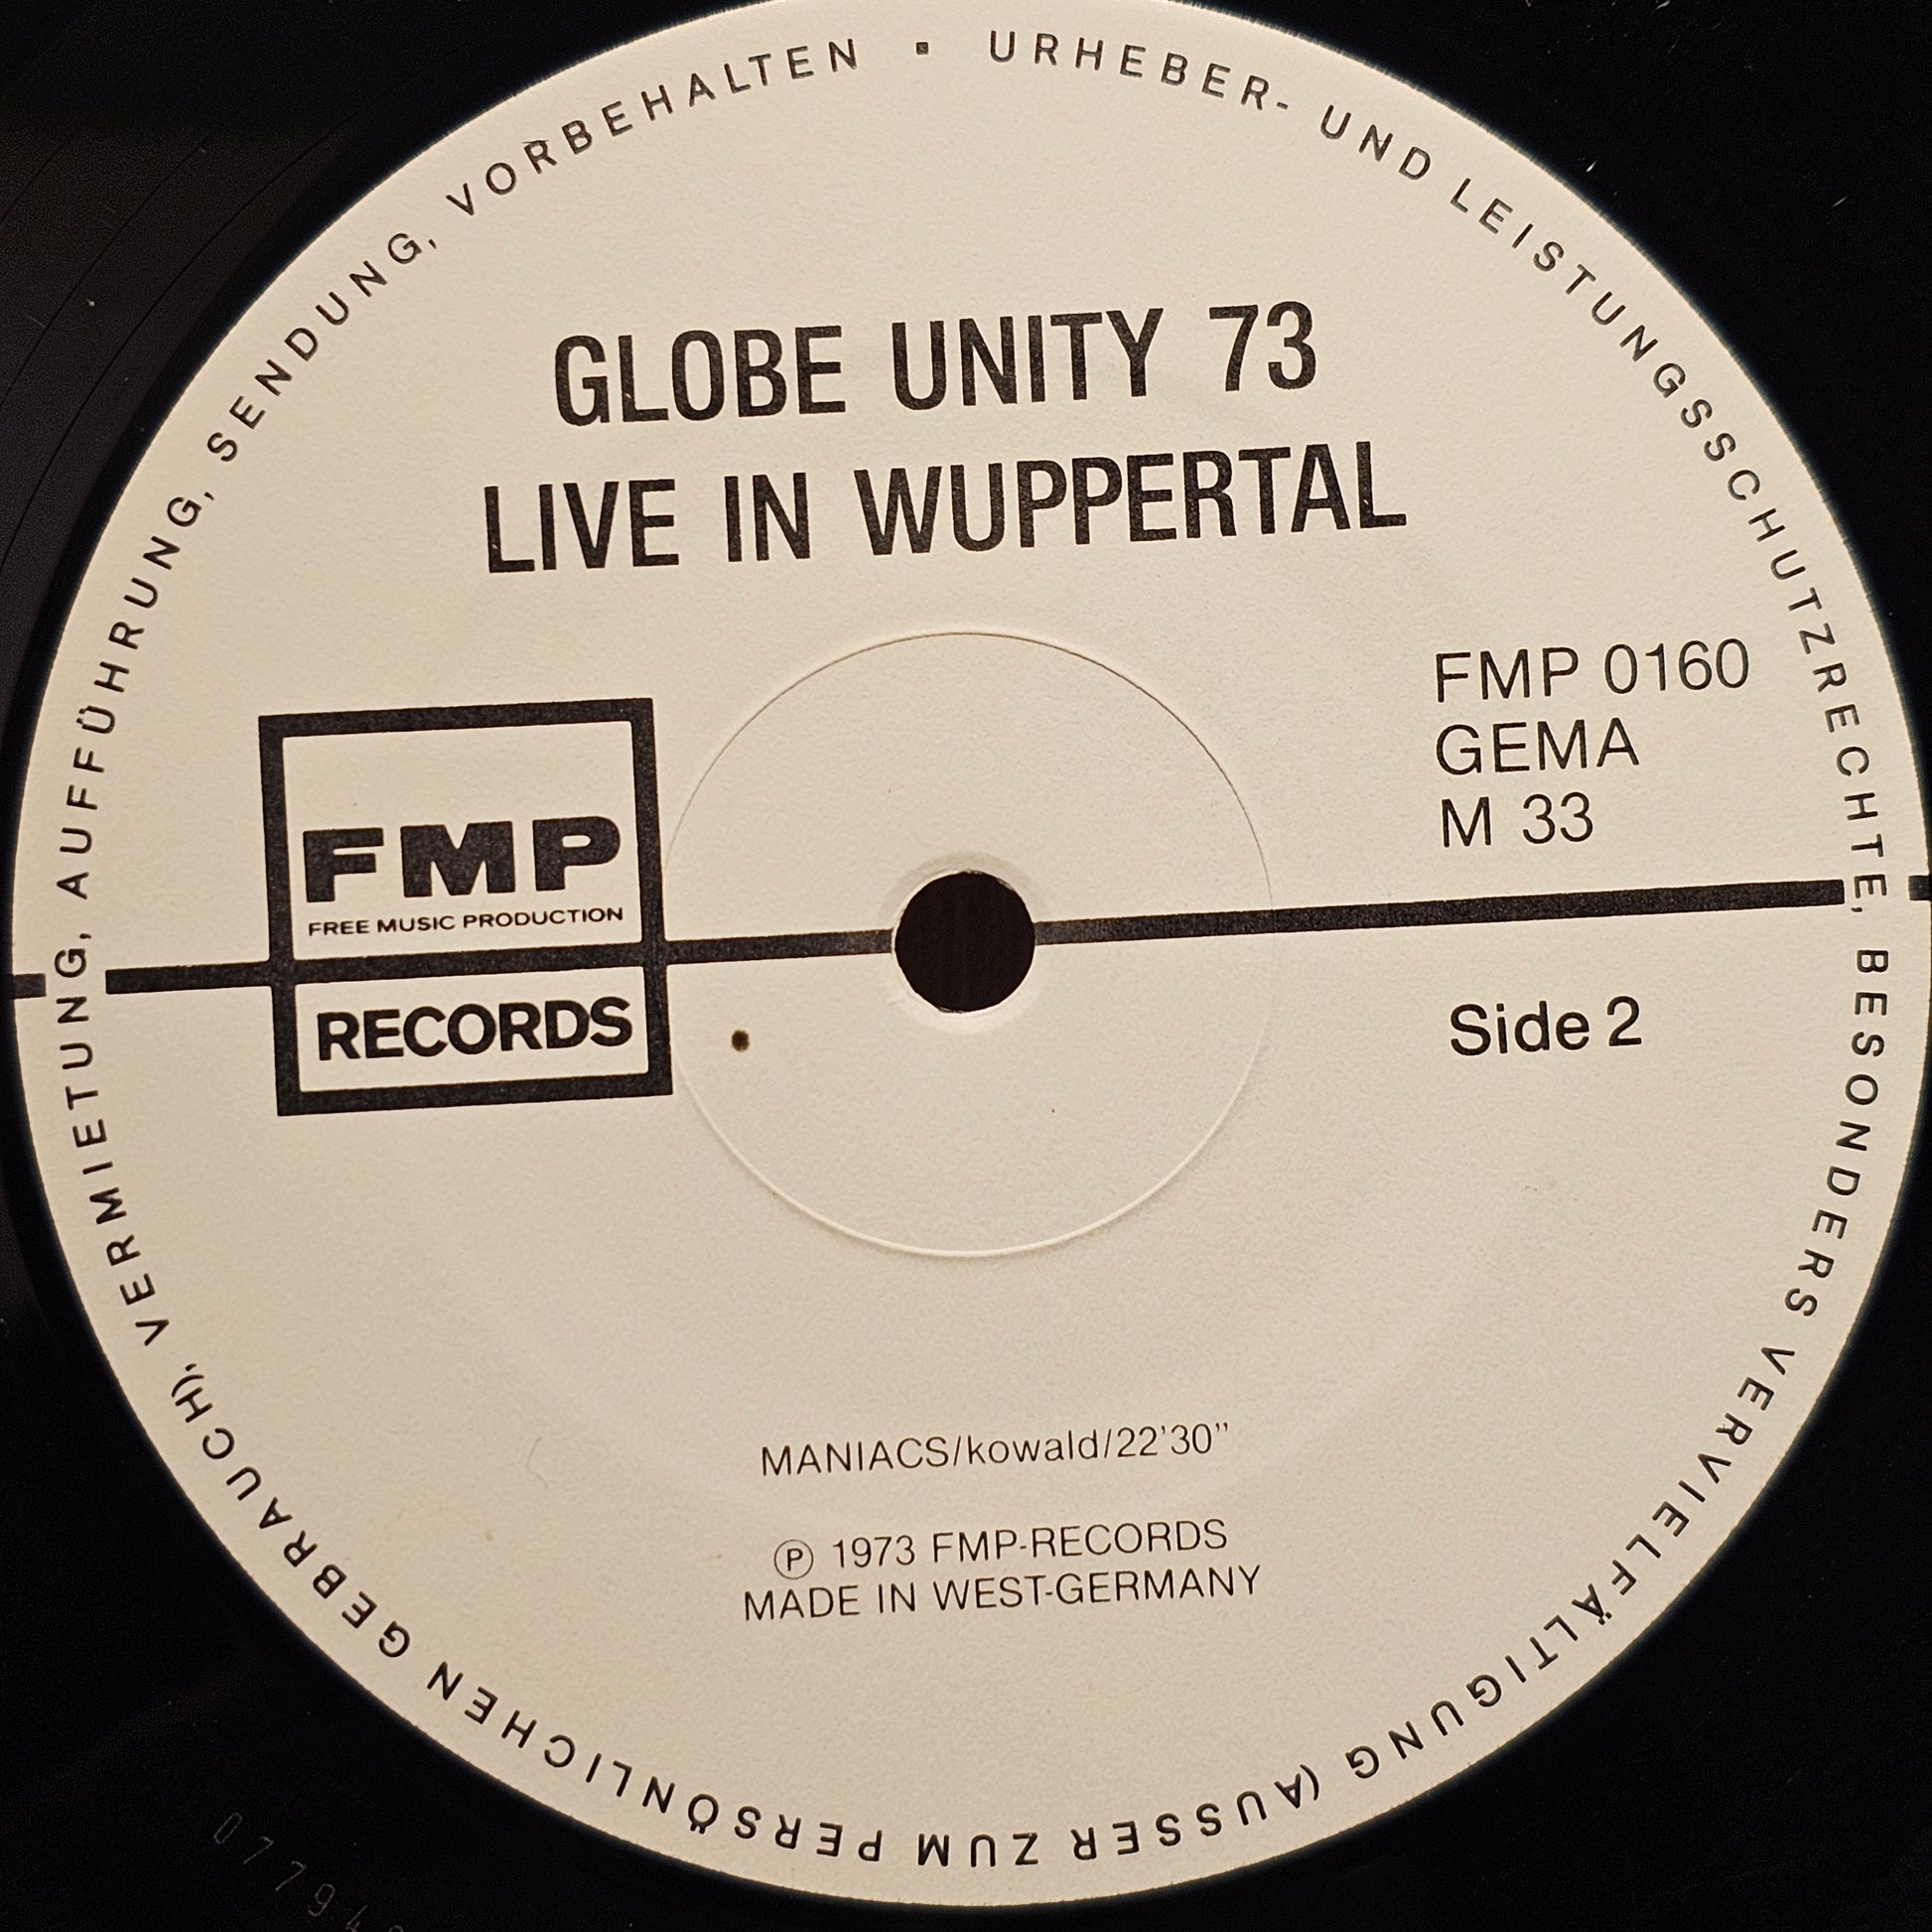 URHEBER- UND LEISTUNGSSCHUTZRECHTE, BESONDERS VERVIELFÄLTIGUNG (AUSSER ZUM PERSÖNLICHEN GEBRAUCH), VERMIETUNG, AUFFÜHRUNG, SENDUNG, VORBEHALTEN ▪
GLOBE UNITY 73
LIVE IN WUPPERTAL
FMP 0160
GEMA
M 33
FMP
FREE MUSIC PRODUCTION
RECORDS
Side 2
MANIACS/kowald/22'30"
Ⓟ 1973 FMP-RECORDS
MADE IN WEST-GERMANY